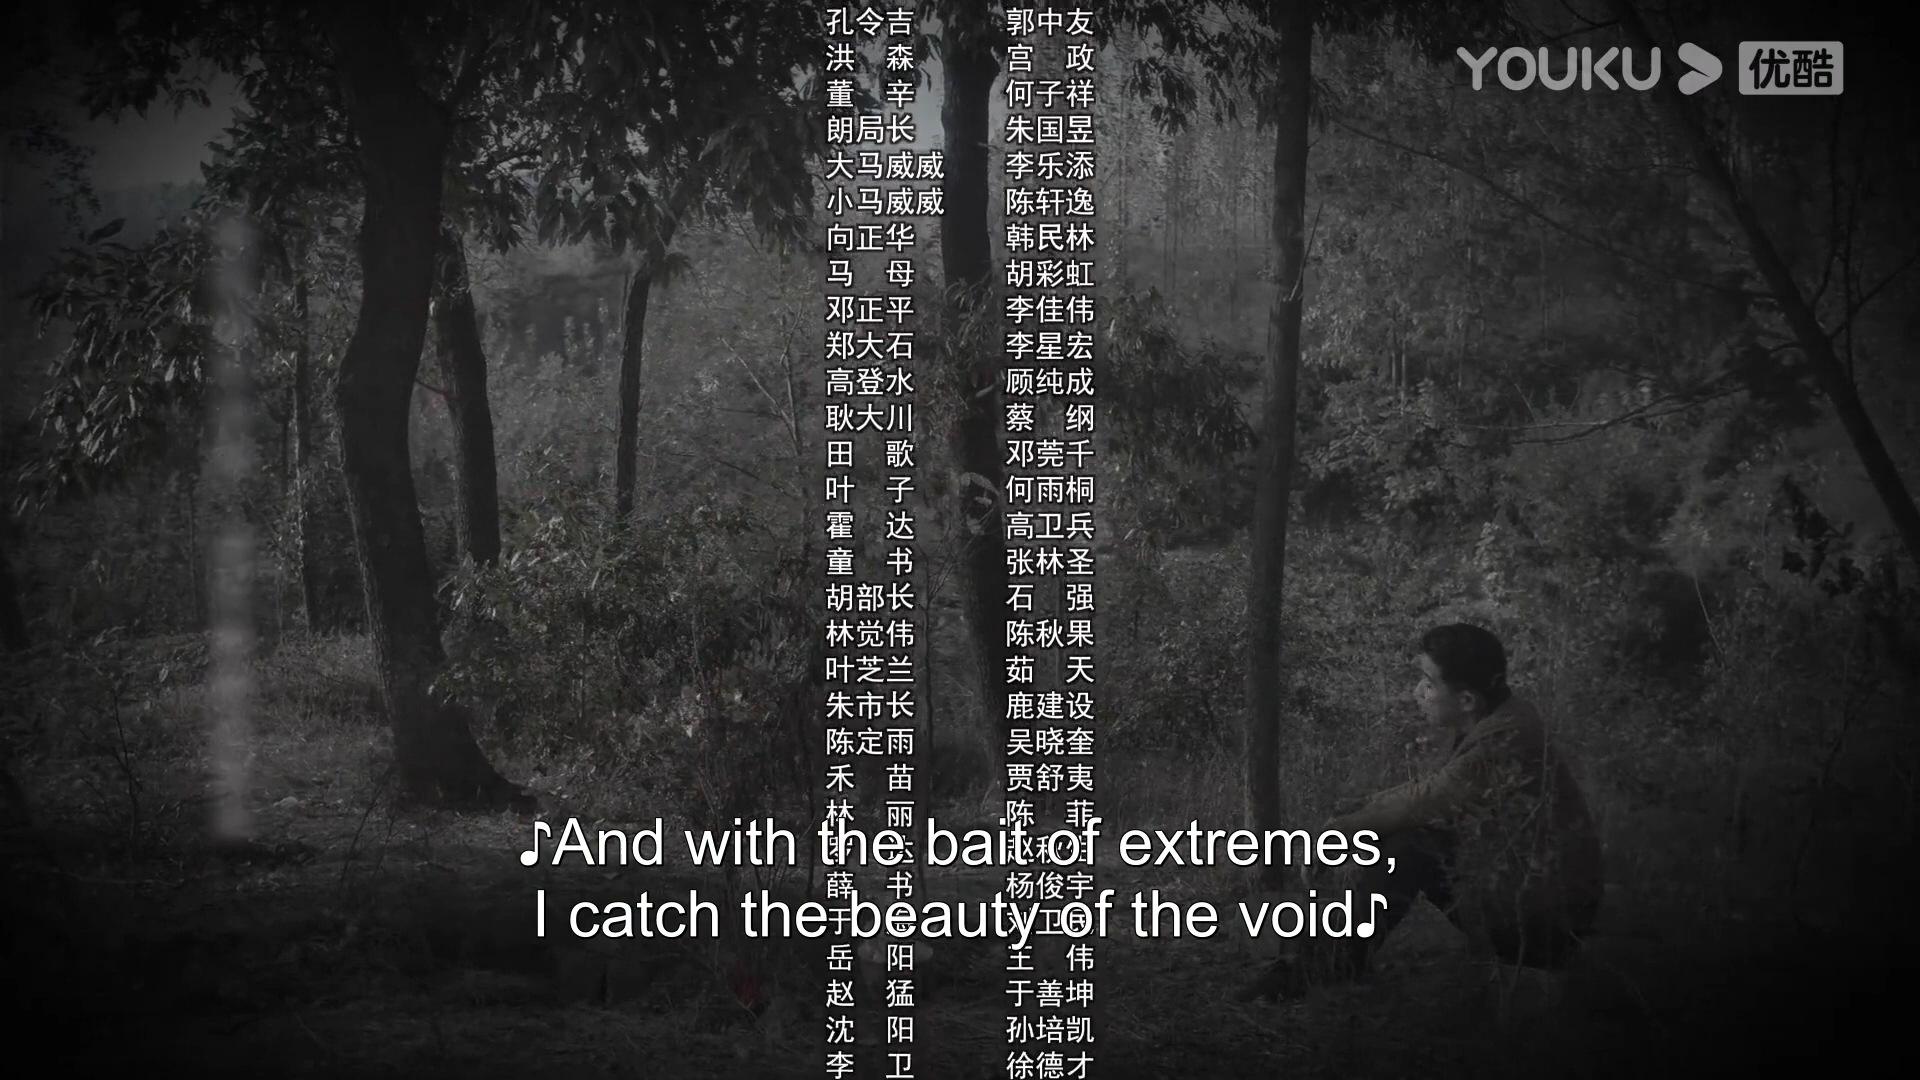 YOUKU 优酷
孔令吉 郭中友
洪 森 宫 政
董 辛 何子祥
朗局长 朱国昱
大马威威 李乐添
小马威威 陈轩逸
向正华 韩民林
马 母 胡彩虹
邓正平 李佳伟
郑大石 李星宏
高登水 顾纯成
耿大川 蔡 纲
田 歌 邓莞千
叶 子 何雨桐
霍 达 高卫兵
童 书 张林圣
胡部长 石 强
林觉伟 陈秋果
叶芝兰 茹 天
朱市长 鹿建设
陈定雨 吴晓奎
禾 苗 贾舒夷
林 丽 陈 菲
♪And with the bait of extremes,
薛 书 杨俊宇
I catch the beauty of the void♪
岳 阳 王 伟
赵 猛 于善坤
沈 阳 孙培凯
李 卫 徐德才